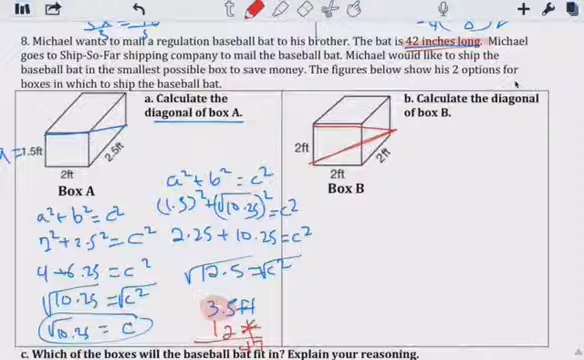 8. Michael wants to mail a regulation baseball bat to his brother. The bat is 42 inches long. Michael
goes to Ship-So-Far shipping company to mail the baseball bat. Michael would like to ship the
baseball bat in the smallest possible box to save money. The figures below show his 2 options for
boxes in which to ship the baseball bat.
a. Calculate the
diagonal of box A.
=1.5ft
2.5ft
2ft
Box A
a² + b² = c²
2² + 2.5² = c²
4 + 6.25 = c²
√10.25 = √c²
√10.25 = c
a² + b² = c²
(1.5)² + (√10.25)² = c²
2.25 + 10.25 = c²
√12.5 = √c²
3.5ft
12
b. Calculate the diagonal
of box B.
2ft
2ft
2ft
Box B
c. Which of the boxes will the baseball bat fit in? Explain your reasoning.